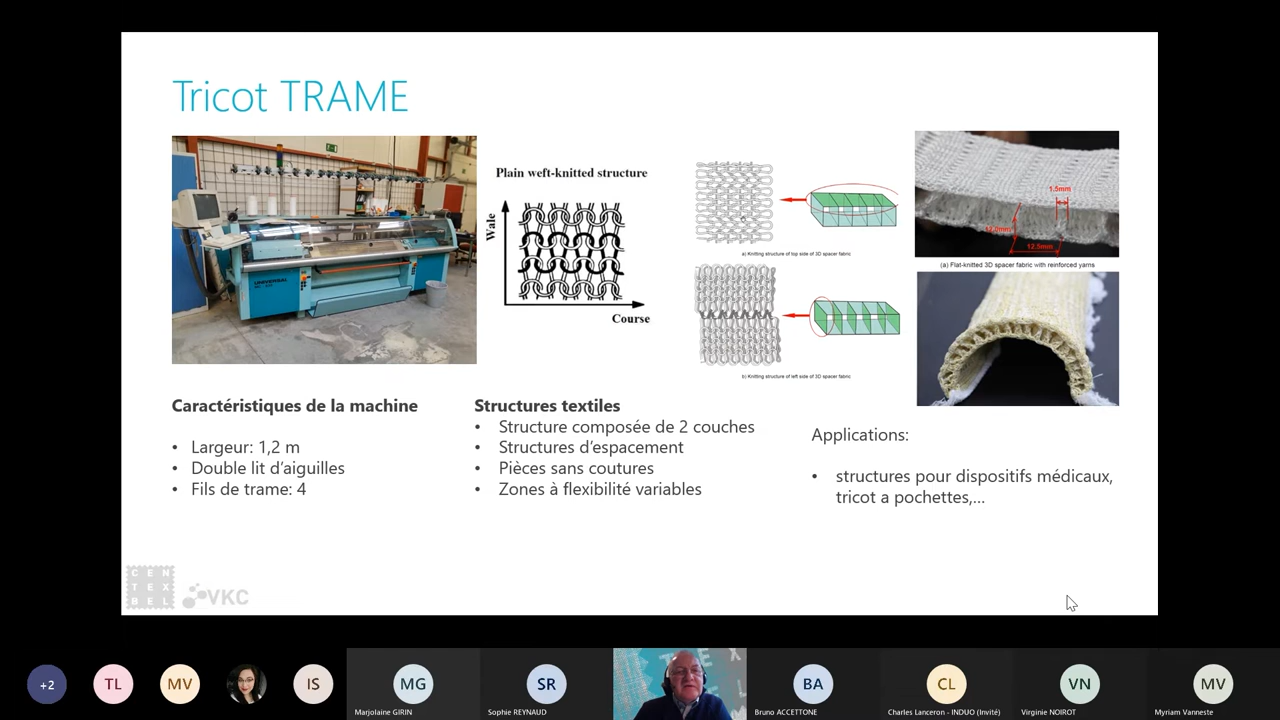 Tricot TRAME
UNIVERSAL
Plain weft-knitted structure
Wale
Course
a) Knitting structure of top side of 3D spacer fabric
b) Knitting structure of left side of 3D spacer fabric
1.5mm
12.5mm
(a) Flat-knitted 3D spacer fabric with reinforced yarns
Caractéristiques de la machine
• Largeur: 1,2 m
• Double lit d'aiguilles
• Fils de trame: 4
Structures textiles
• Structure composée de 2 couches
• Structures d'espacement
• Pièces sans coutures
• Zones à flexibilité variables
Applications:
• structures pour dispositifs médicaux,
tricot a pochettes,...
CEN
TEX
BEL
VKC
+2
TL
MV
IS
MG
Marjolaine GIRIN
SR
Sophie REYNAUD
BA
Bruno ACCETTONE
CL
Charles Lanceron - INDUO (Invité)
VN
Virginie NOIROT
MV
Myriam Vanneste